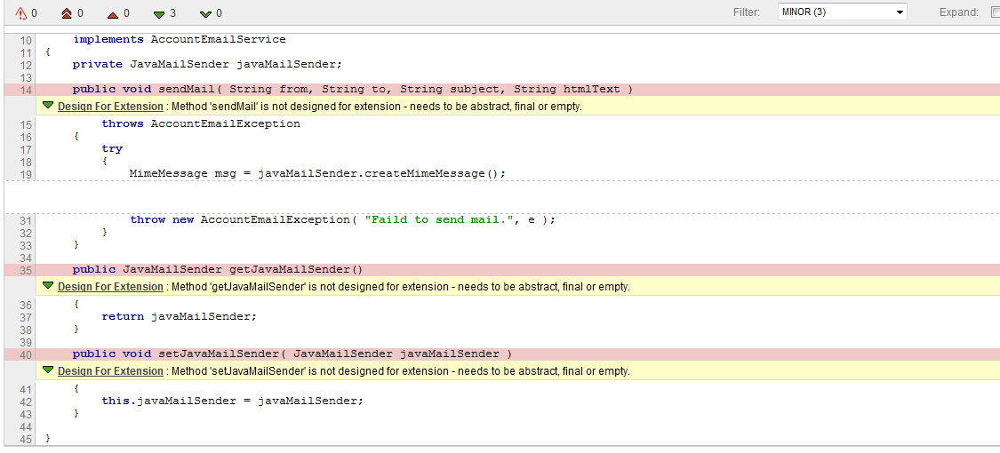 0 0 0 3 0 Filter: MINOR (3) Expand:
10 implements AccountEmailService
11 {
12 private JavaMailSender javaMailSender;
13
14 public void sendMail( String from, String to, String subject, String htmlText )
Design For Extension : Method 'sendMail' is not designed for extension - needs to be abstract, final or empty.
15 throws AccountEmailException
16 {
17 try
18 {
19 MimeMessage msg = javaMailSender.createMimeMessage();
31 throw new AccountEmailException( "Faild to send mail.", e );
32 }
33 }
34
35 public JavaMailSender getJavaMailSender()
Design For Extension : Method 'getJavaMailSender' is not designed for extension - needs to be abstract, final or empty.
36 {
37 return javaMailSender;
38 }
39
40 public void setJavaMailSender( JavaMailSender javaMailSender )
Design For Extension : Method 'setJavaMailSender' is not designed for extension - needs to be abstract, final or empty.
41 {
42 this.javaMailSender = javaMailSender;
43 }
44
45 }